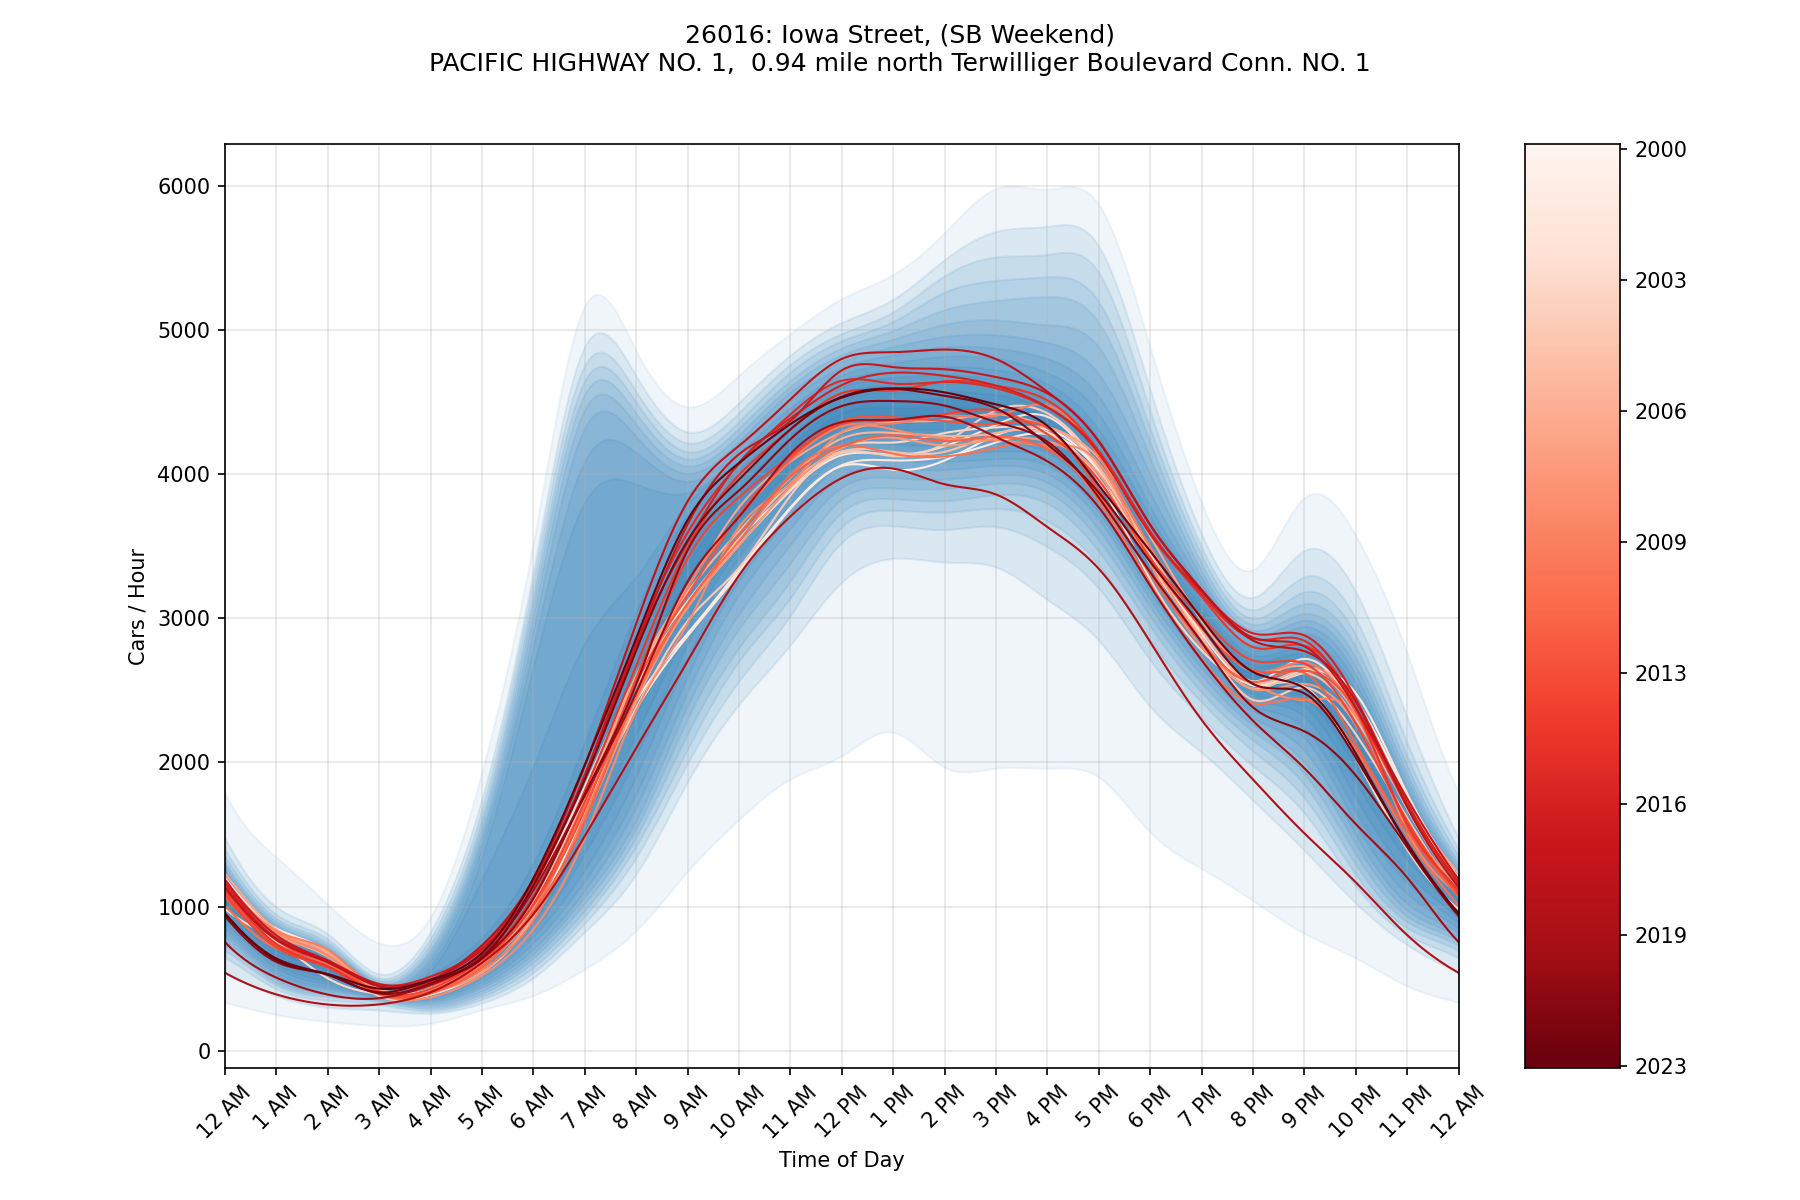 26016: Iowa Street, (SB Weekend)
PACIFIC HIGHWAY NO. 1,  0.94 mile north Terwilliger Boulevard Conn. NO. 1
6000
5000
4000
3000
2000
1000
0
Cars / Hour
12 AM
1 AM
2 AM
3 AM
4 AM
5 AM
6 AM
7 AM
8 AM
9 AM
10 AM
11 AM
12 PM
1 PM
2 PM
3 PM
4 PM
5 PM
6 PM
7 PM
8 PM
9 PM
10 PM
11 PM
12 AM
Time of Day
2000
2003
2006
2009
2013
2016
2019
2023